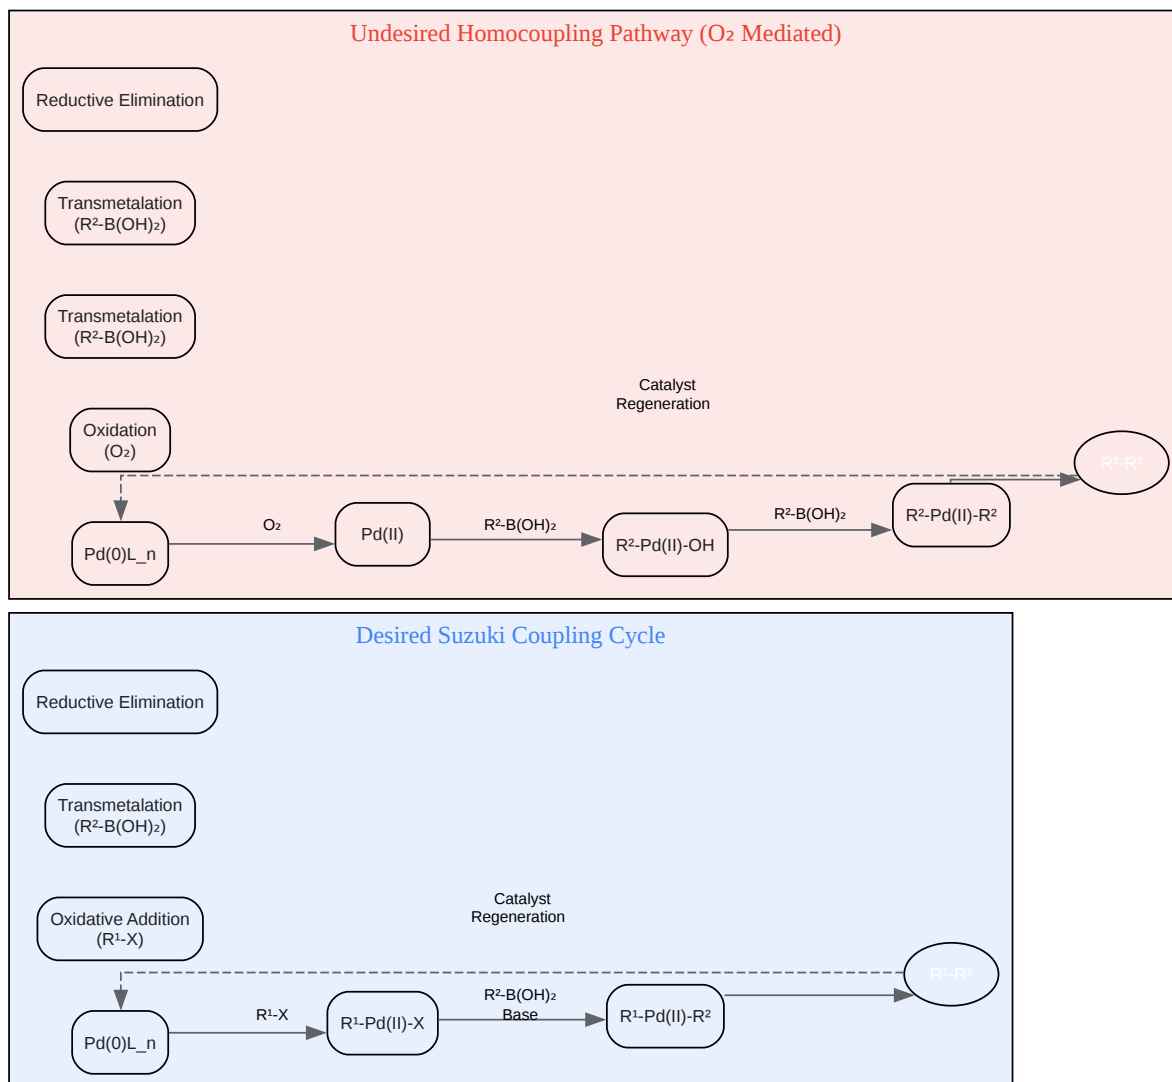 Undesired Homocoupling Pathway (O₂ Mediated)
Reductive Elimination
Transmetalation
(R²-B(OH)₂)
Transmetalation
(R²-B(OH)₂)
Catalyst
Regeneration
Oxidation
(O₂)
R²-R²
Pd(0)L_n
O₂
Pd(II)
R²-B(OH)₂
R²-Pd(II)-OH
R²-B(OH)₂
R²-Pd(II)-R²
Desired Suzuki Coupling Cycle
Reductive Elimination
Transmetalation
(R²-B(OH)₂)
Catalyst
Regeneration
Oxidative Addition
(R¹-X)
R¹-R²
Pd(0)L_n
R¹-X
R¹-Pd(II)-X
R²-B(OH)₂
Base
R¹-Pd(II)-R²